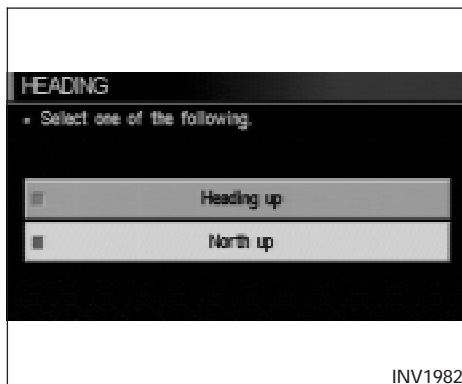 HEADING
▪ Select one of the following.
Heading up
North up
INV1982